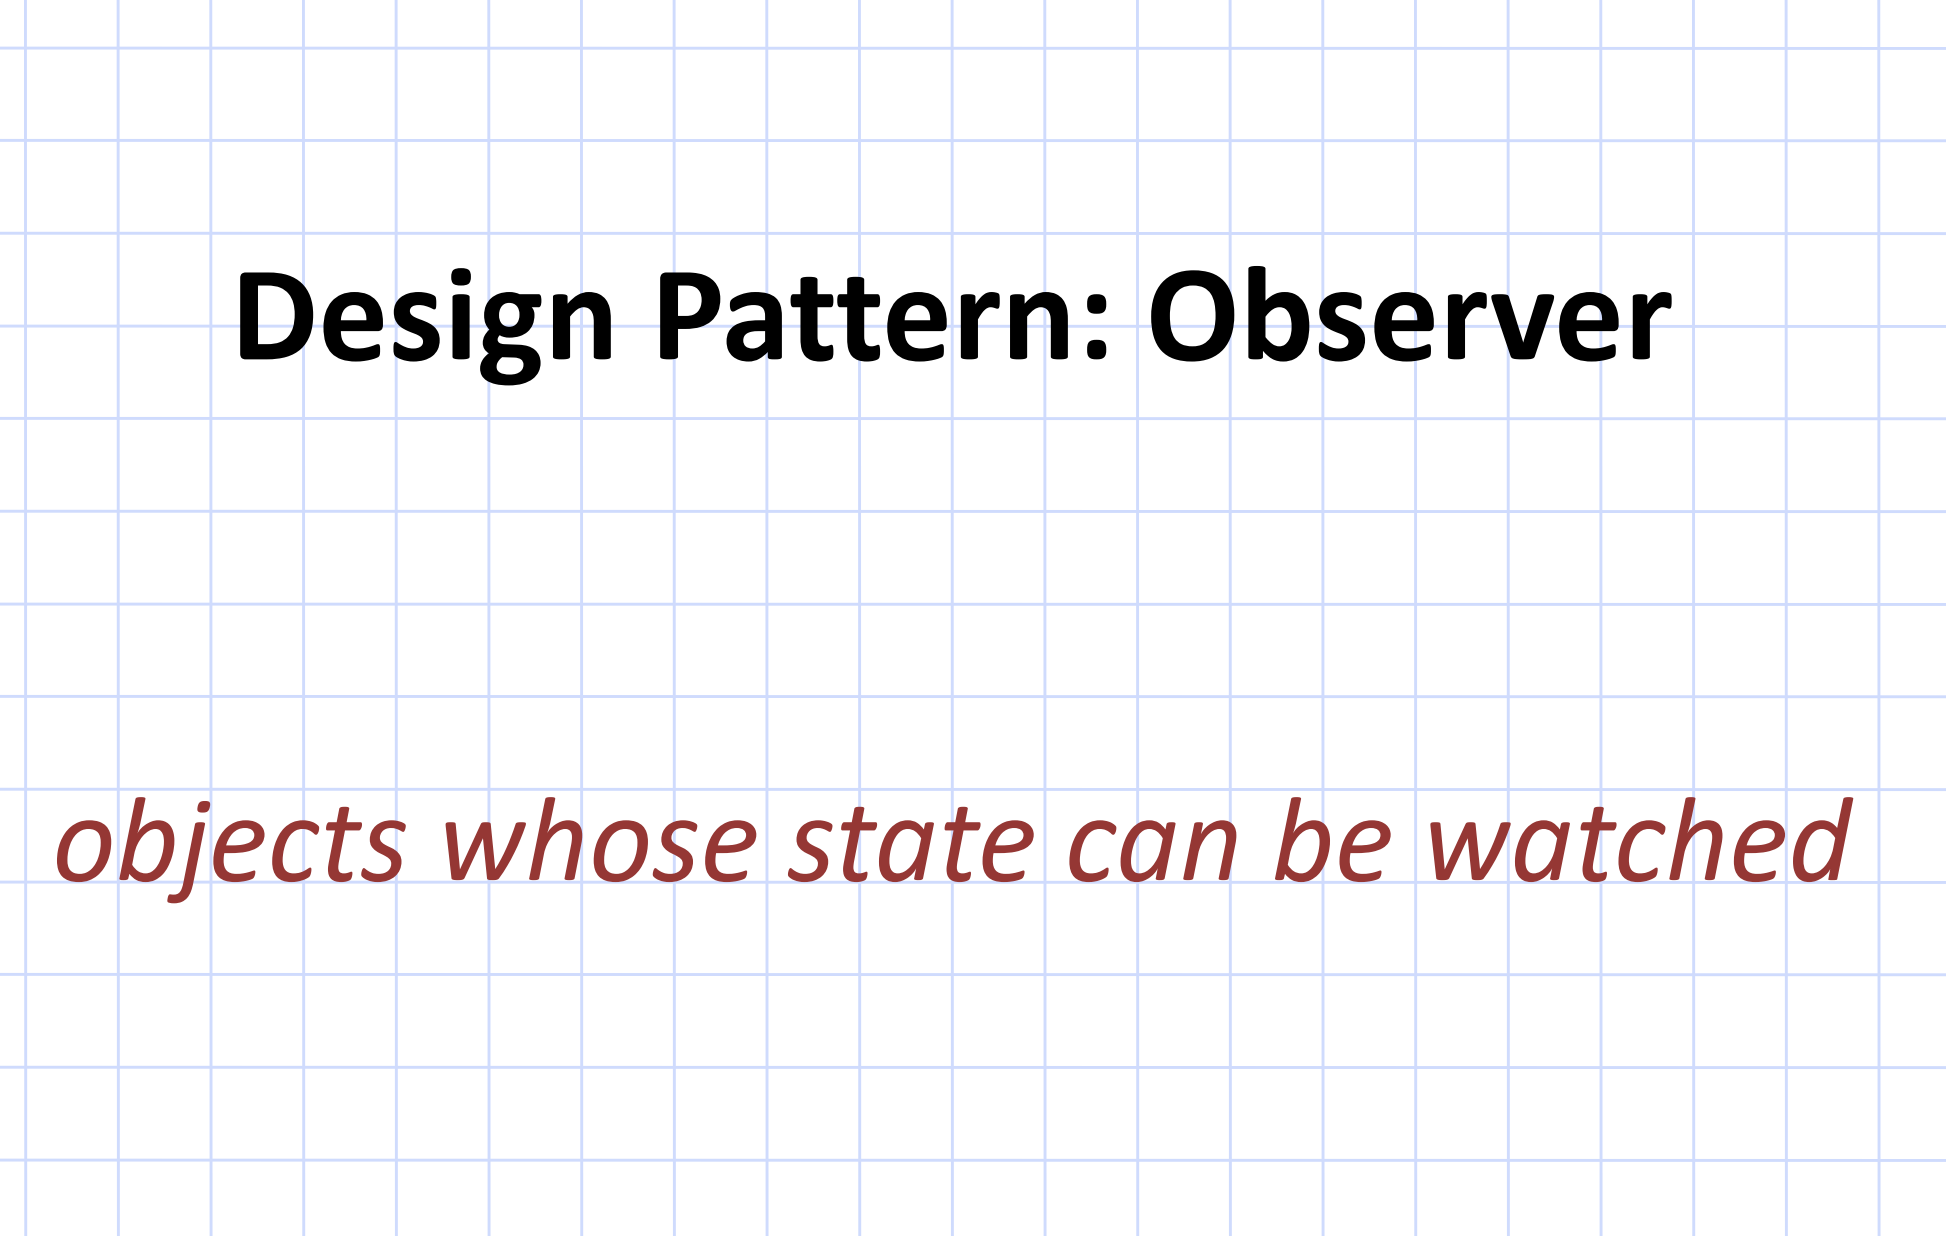 Design Pattern: Observer
objects whose state can be watched